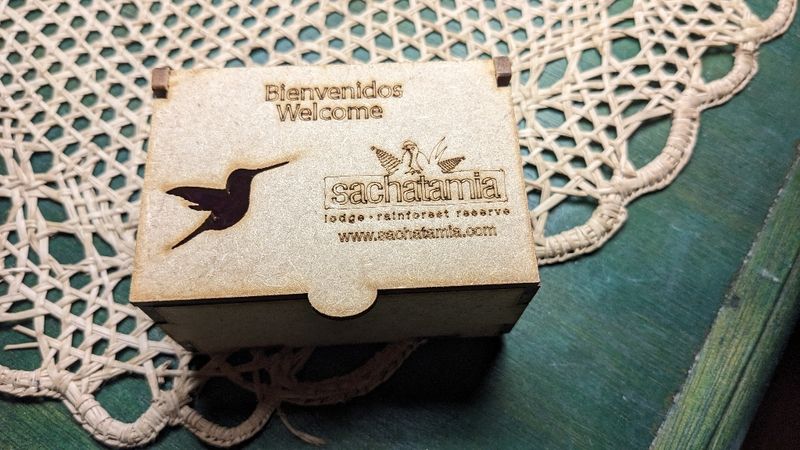 Bienvenidos
Welcome
sachatamia
lodge · rainforest reserve
www.sachatamia.com